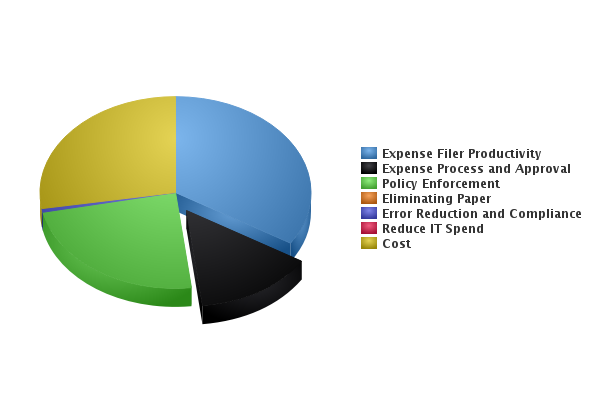 Expense Filer Productivity
Expense Process and Approval
Policy Enforcement
Eliminating Paper
Error Reduction and Compliance
Reduce IT Spend
Cost